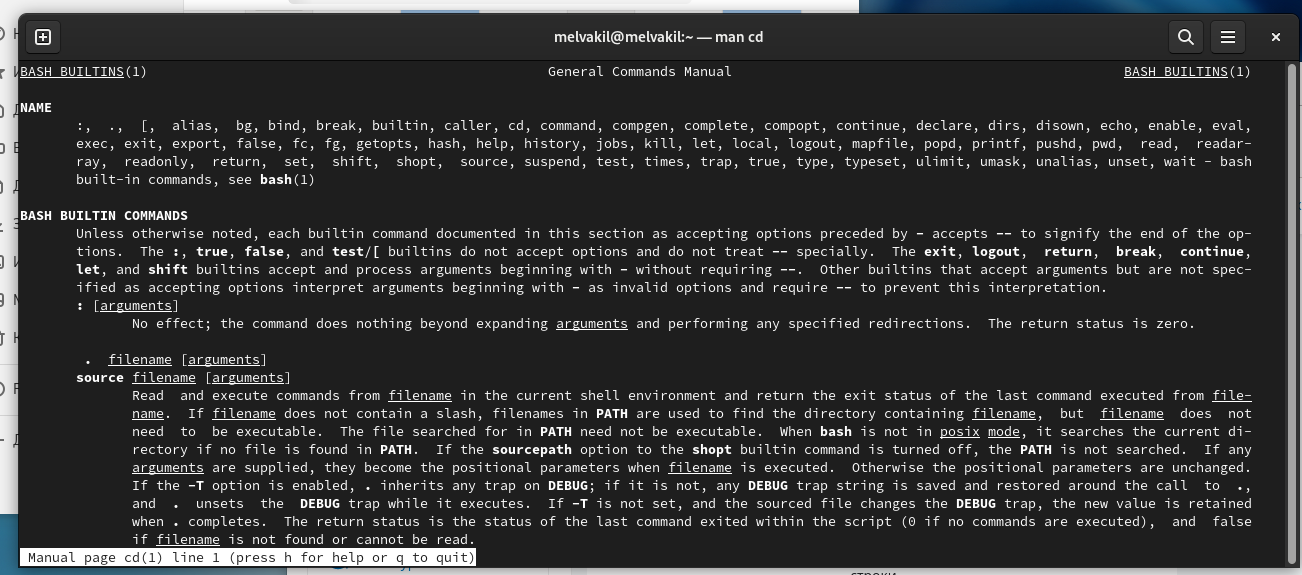 melvakil@melvakil:~ — man cd
BASH BUILTINS(1) General Commands Manual BASH BUILTINS(1)
NAME
:, ., [, alias, bg, bind, break, builtin, caller, cd, command, compgen, complete, compopt, continue, declare, dirs, disown, echo, enable, eval,
exec, exit, export, false, fc, fg, getopts, hash, help, history, jobs, kill, let, local, logout, mapfile, popd, printf, pushd, pwd, read, readar-
ray, readonly, return, set, shift, shopt, source, suspend, test, times, trap, true, type, typeset, ulimit, umask, unalias, unset, wait - bash
built-in commands, see bash(1)
BASH BUILTIN COMMANDS
Unless otherwise noted, each builtin command documented in this section as accepting options preceded by - accepts -- to signify the end of the op-
tions. The :, true, false, and test/[ builtins do not accept options and do not treat -- specially. The exit, logout, return, break, continue,
let, and shift builtins accept and process arguments beginning with - without requiring --. Other builtins that accept arguments but are not spec-
ified as accepting options interpret arguments beginning with - as invalid options and require -- to prevent this interpretation.
: [arguments]
No effect; the command does nothing beyond expanding arguments and performing any specified redirections. The return status is zero.
. filename [arguments]
source filename [arguments]
Read and execute commands from filename in the current shell environment and return the exit status of the last command executed from file-
name. If filename does not contain a slash, filenames in PATH are used to find the directory containing filename, but filename does not
need to be executable. The file searched for in PATH need not be executable. When bash is not in posix mode, it searches the current di-
rectory if no file is found in PATH. If the sourcepath option to the shopt builtin command is turned off, the PATH is not searched. If any
arguments are supplied, they become the positional parameters when filename is executed. Otherwise the positional parameters are unchanged.
If the -T option is enabled, . inherits any trap on DEBUG; if it is not, any DEBUG trap string is saved and restored around the call to .,
and . unsets the DEBUG trap while it executes. If -T is not set, and the sourced file changes the DEBUG trap, the new value is retained
when . completes. The return status is the status of the last command exited within the script (0 if no commands are executed), and false
if filename is not found or cannot be read.
Manual page cd(1) line 1 (press h for help or q to quit)